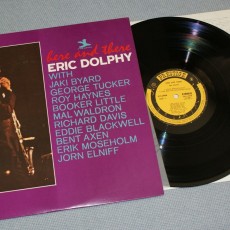 here and there
ERIC DOLPHY
WITH
JAKI BYARD
GEORGE TUCKER
ROY HAYNES
BOOKER LITTLE
MAL WALDRON
RICHARD DAVIS
EDDIE BLACKWELL
BENT AXEN
ERIK MOSEHOLM
JORN ELNIFF
PRESTIGE